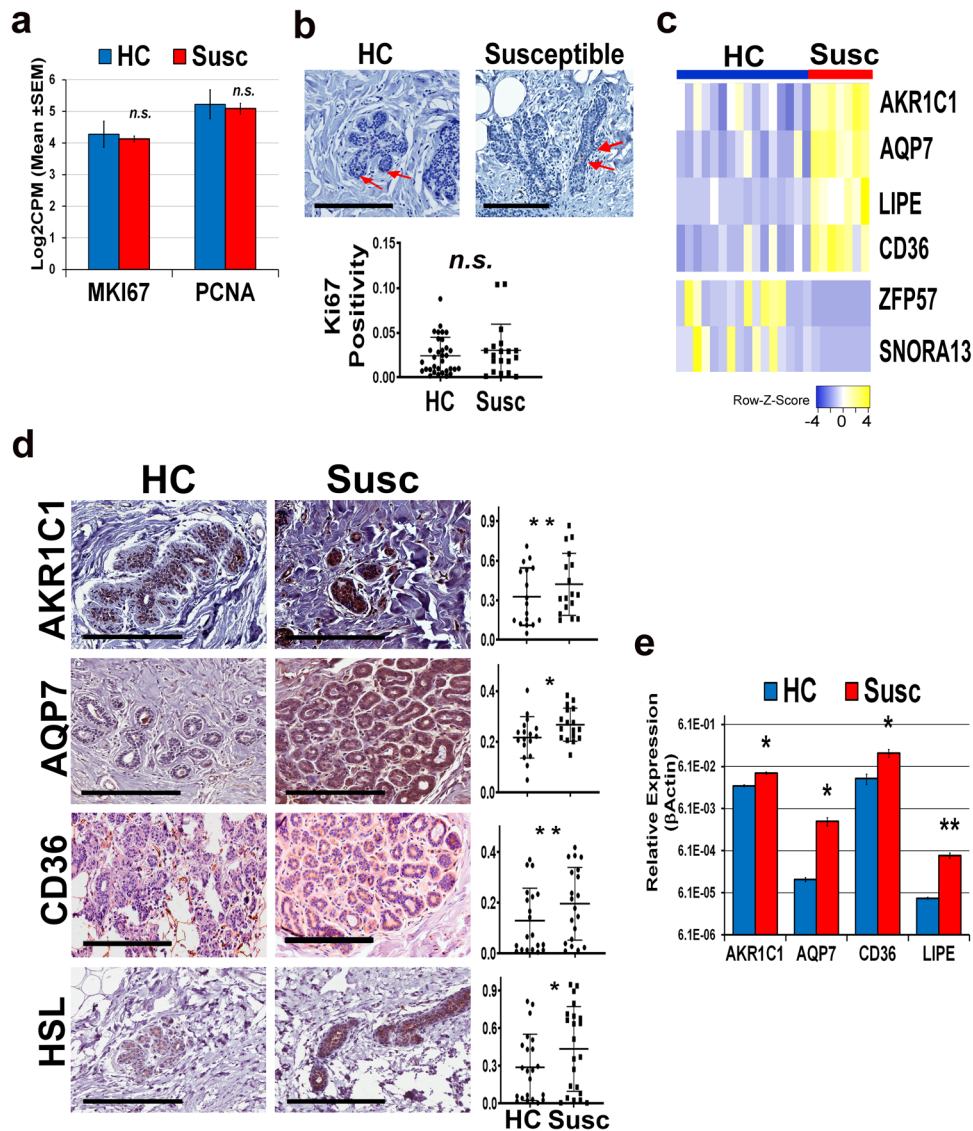 a
HC Susc
Log2CPM (Mean ±SEM)
6
5
4
3
2
1
0
n.s.
n.s.
MKI67 PCNA
b
HC Susceptible
Ki67
Positivity
n.s.
0.15
0.10
0.05
0.00
HC Susc
c
HC Susc
AKR1C1
AQP7
LIPE
CD36
ZFP57
SNORA13
Row-Z-Score
-4 0 4
d
HC Susc
AKR1C1
* *
0.9
0.6
0.3
0.0
AQP7
*
0.4
0.2
0.0
CD36
* *
0.4
0.2
0.0
HSL
*
0.9
0.6
0.3
0.0
HC Susc
e
HC Susc
Relative Expression
(βActin)
6.1E-01
6.1E-02
6.1E-03
6.1E-04
6.1E-05
6.1E-06
*
*
*
**
AKR1C1 AQP7 CD36 LIPE